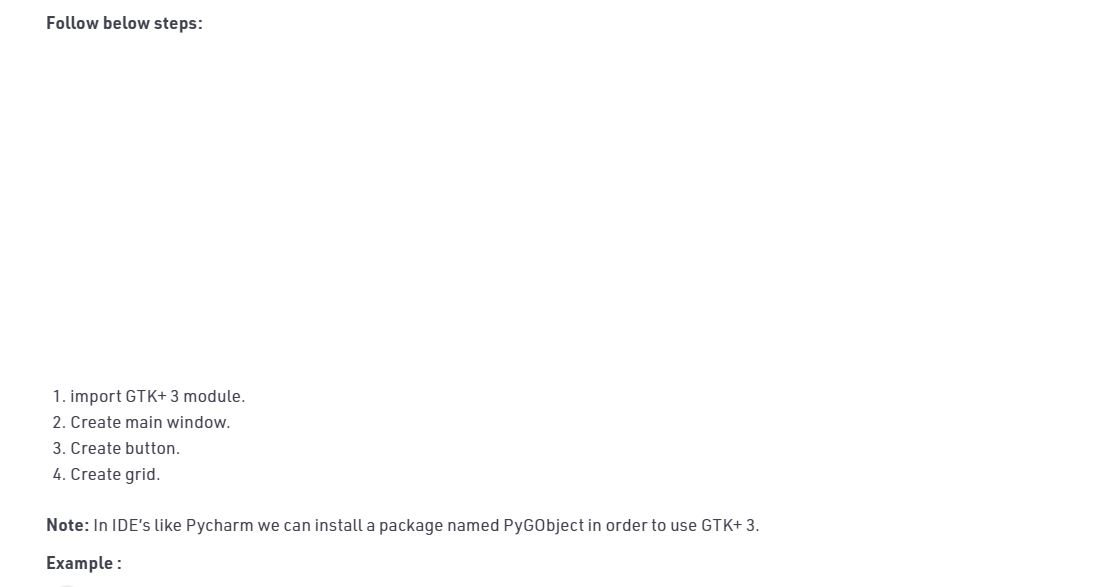 Follow below steps:
1. import GTK+ 3 module.
2. Create main window.
3. Create button.
4. Create grid.
Note: In IDE's like Pycharm we can install a package named PyGObject in order to use GTK+ 3.
Example :